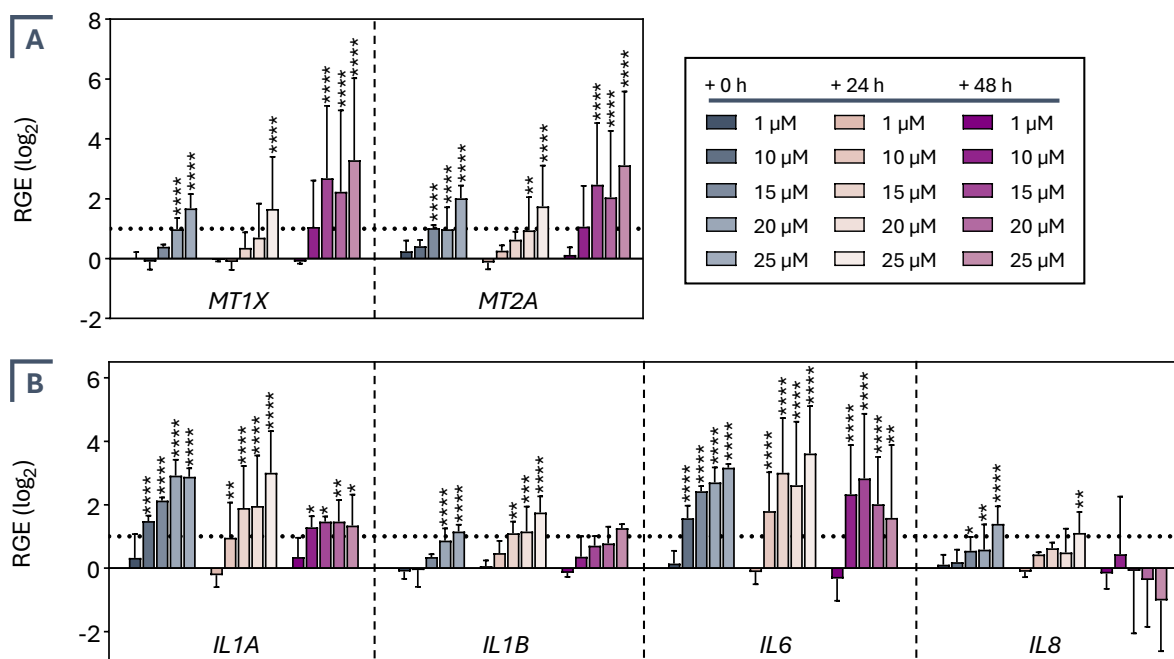 A
RGE (log2)
8
6
4
2
0
-2
**** **** **** **** **** ****
**** **** **** ** **** **** **** ****
MT1X MT2A
+ 0 h + 24 h + 48 h
1 µM 1 µM 1 µM
10 µM 10 µM 10 µM
15 µM 15 µM 15 µM
20 µM 20 µM 20 µM
25 µM 25 µM 25 µM
B
RGE (log2)
6
4
2
0
-2
**** **** **** **** ** **** **** **** * * ** *
**** **** ** *** ****
**** **** **** **** **** **** **** **** **** **** **** **
* ** **** **
IL1A IL1B IL6 IL8